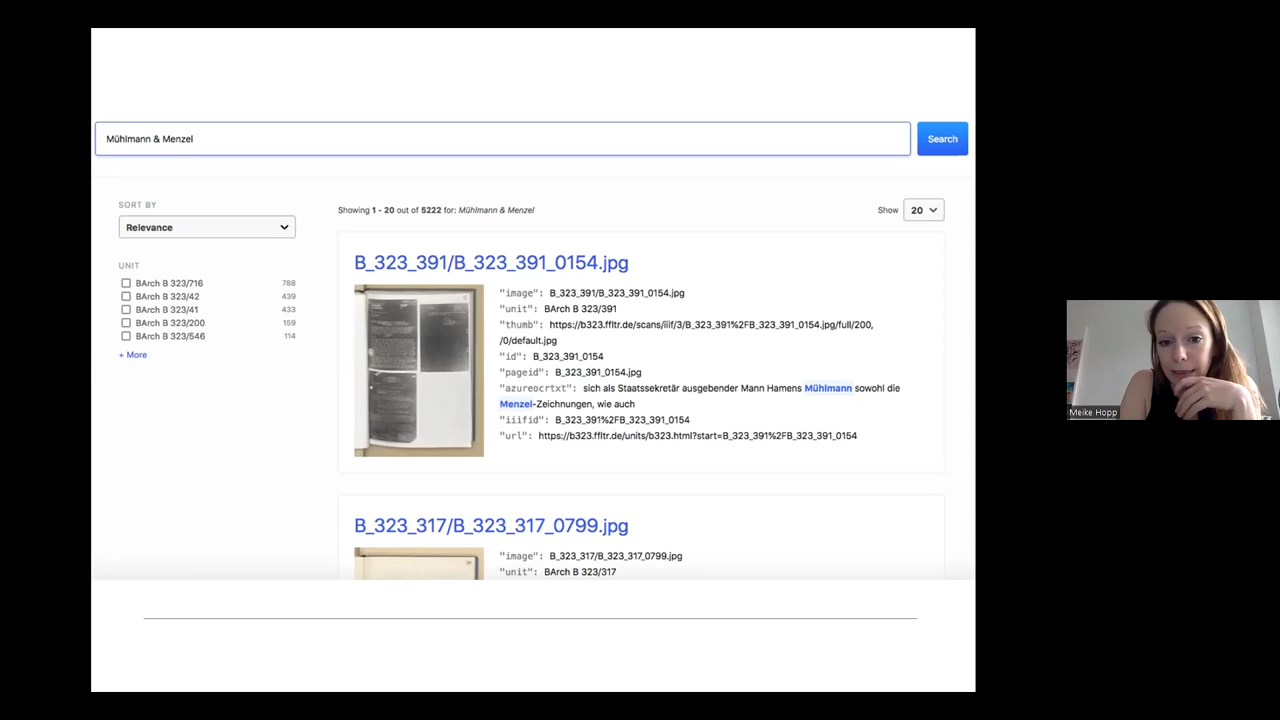 Mühlmann & Menzel
Search
SORT BY
Relevance
UNIT
BArch B 323/716 788
BArch B 323/42 439
BArch B 323/41 433
BArch B 323/200 159
BArch B 323/546 114
+ More
Showing 1 - 20 out of 5222 for: Mühlmann & Menzel
Show 20
B_323_391/B_323_391_0154.jpg
"image": B_323_391/B_323_391_0154.jpg
"unit": BArch B 323/391
"thumb": https://b323.ffltr.de/scans/iiif/3/B_323_391%2FB_323_391_0154.jpg/full/200,
/0/default.jpg
"id": B_323_391_0154
"pageid": B_323_391_0154.jpg
"azureocrtxt": sich als Staatssekretär ausgebender Mann Hamens Mühlmann sowohl die
Menzel-Zeichnungen, wie auch
"iiifid": B_323_391%2FB_323_391_0154
"url": https://b323.ffltr.de/units/b323.html?start=B_323_391%2FB_323_391_0154
B_323_317/B_323_317_0799.jpg
"image": B_323_317/B_323_317_0799.jpg
"unit": BArch B 323/317
Meike Hopp